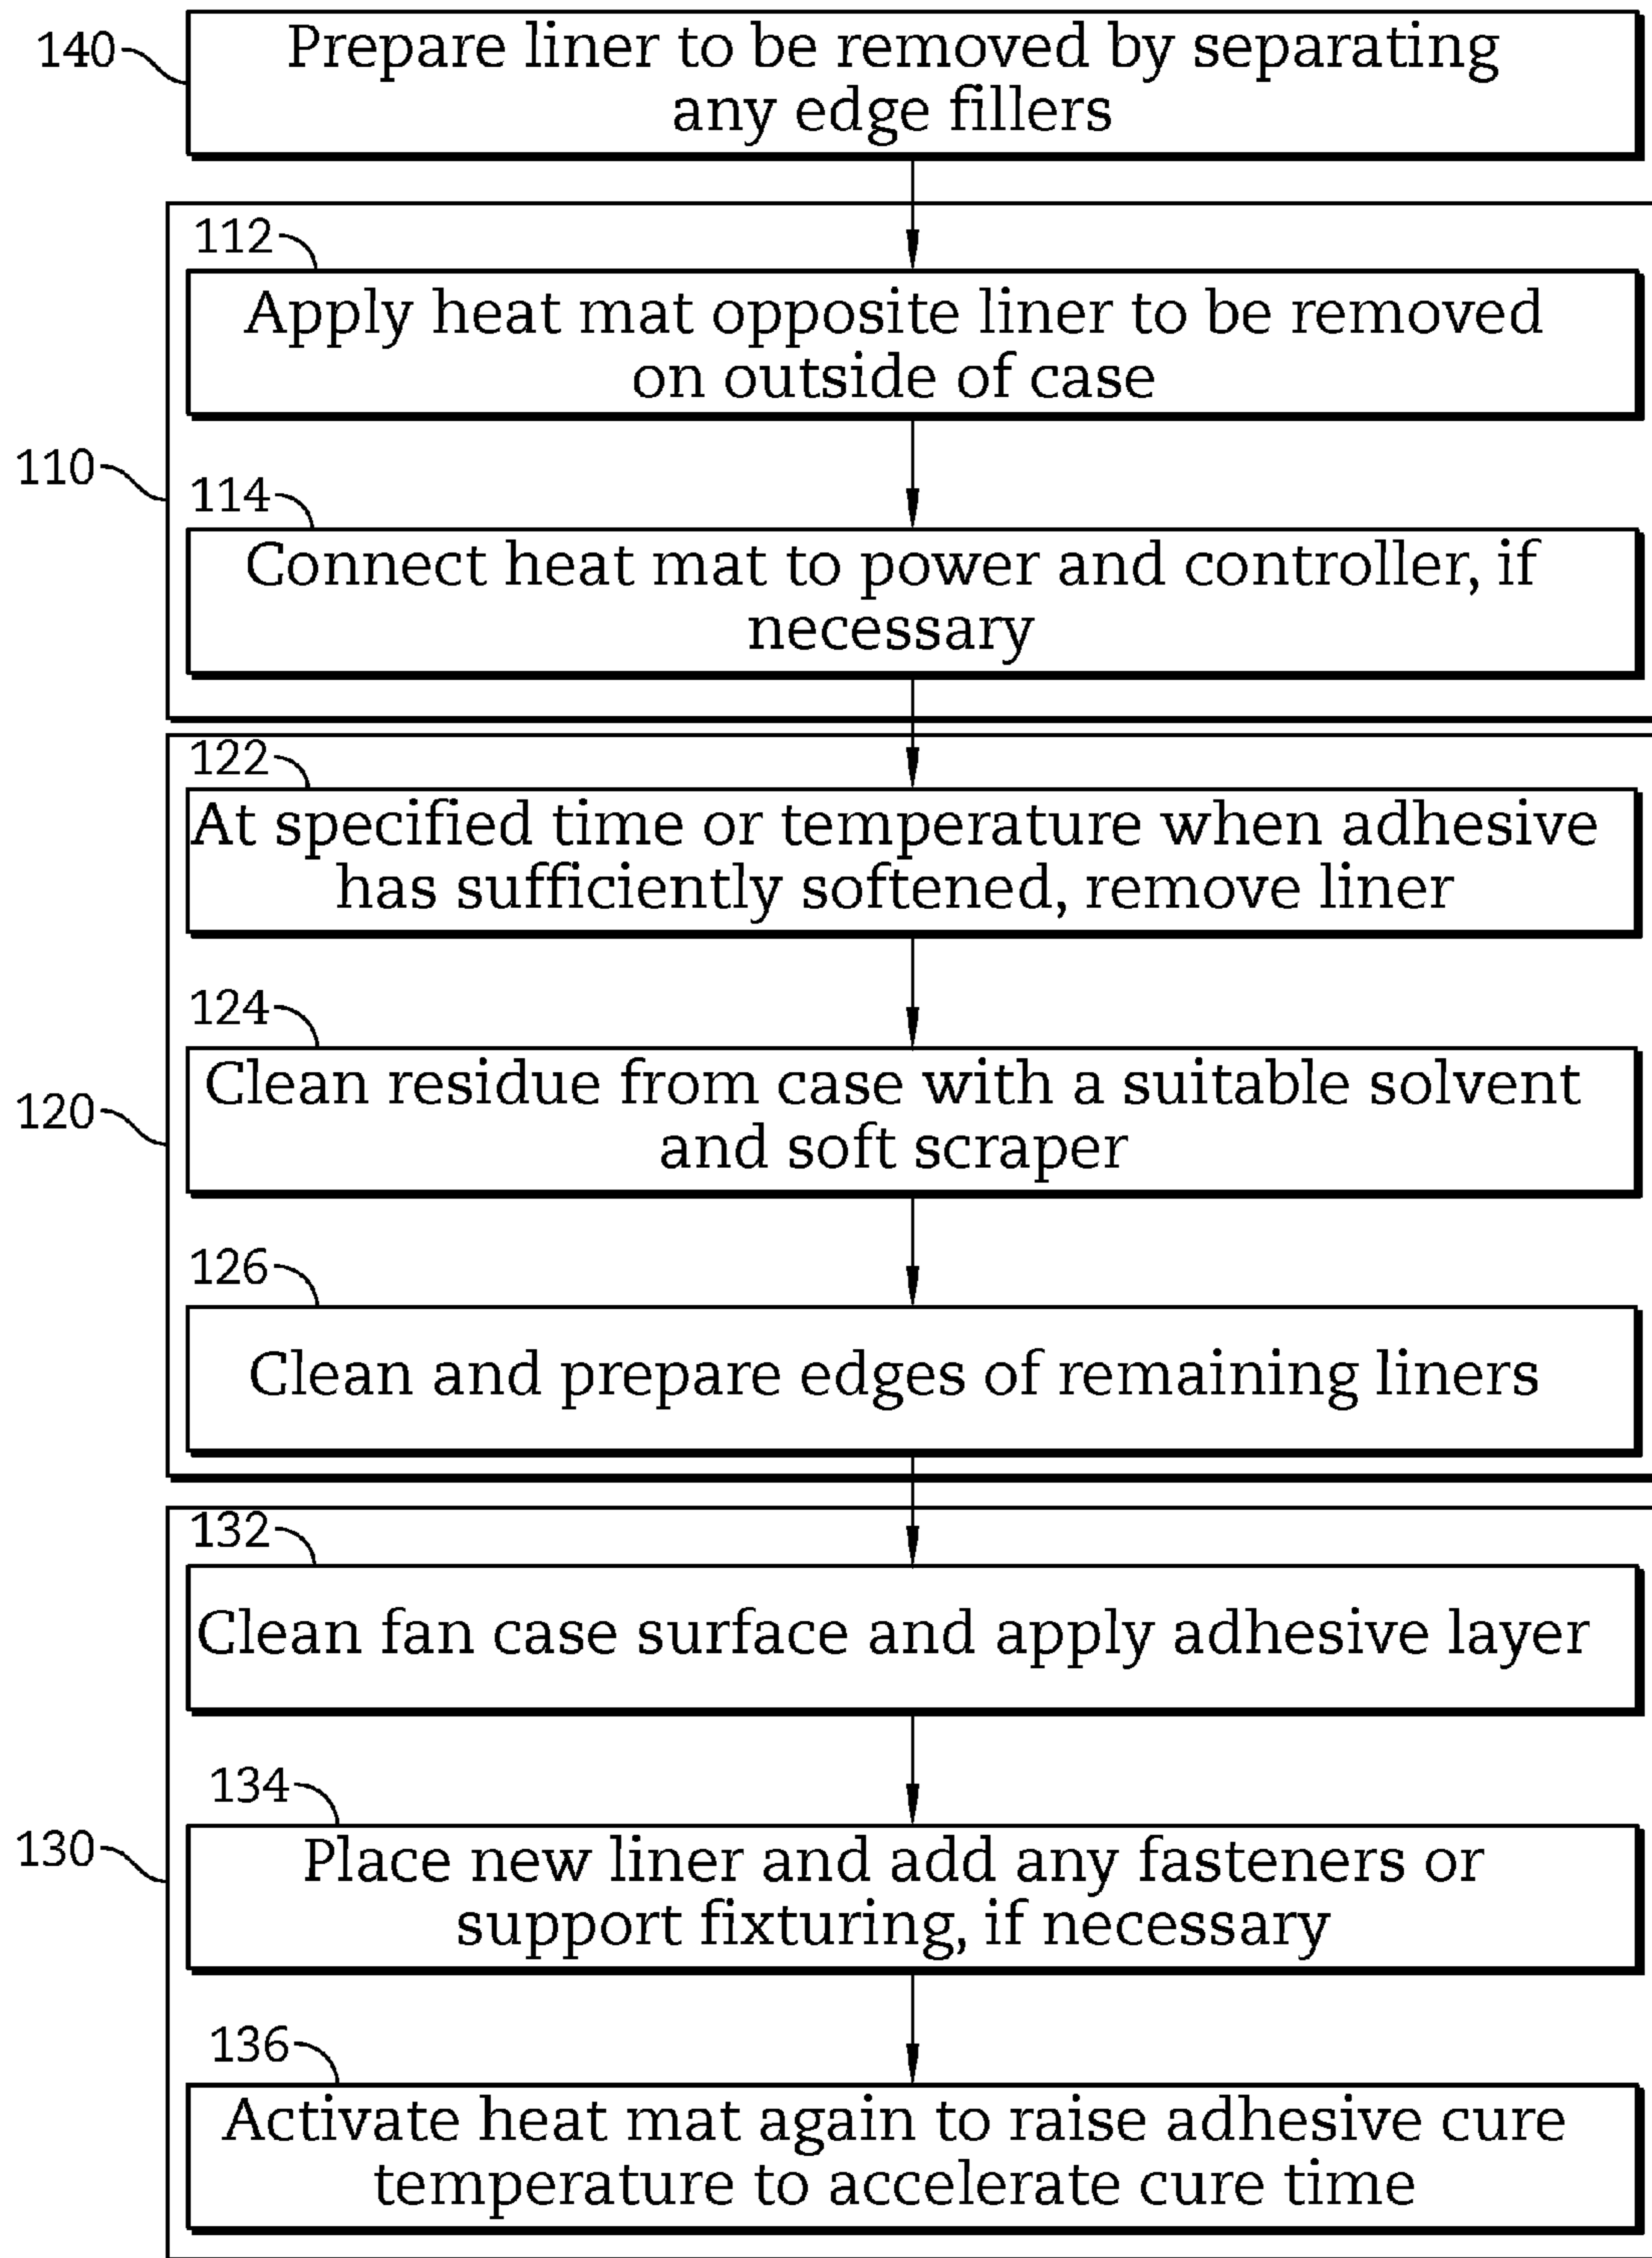 140
Prepare liner to be removed by separating
any edge fillers
112
Apply heat mat opposite liner to be removed
on outside of case
110
114
Connect heat mat to power and controller, if
necessary
122
At specified time or temperature when adhesive
has sufficiently softened, remove liner
124
Clean residue from case with a suitable solvent
and soft scraper
120
126
Clean and prepare edges of remaining liners
132
Clean fan case surface and apply adhesive layer
134
Place new liner and add any fasteners or
support fixturing, if necessary
130
136
Activate heat mat again to raise adhesive cure
temperature to accelerate cure time